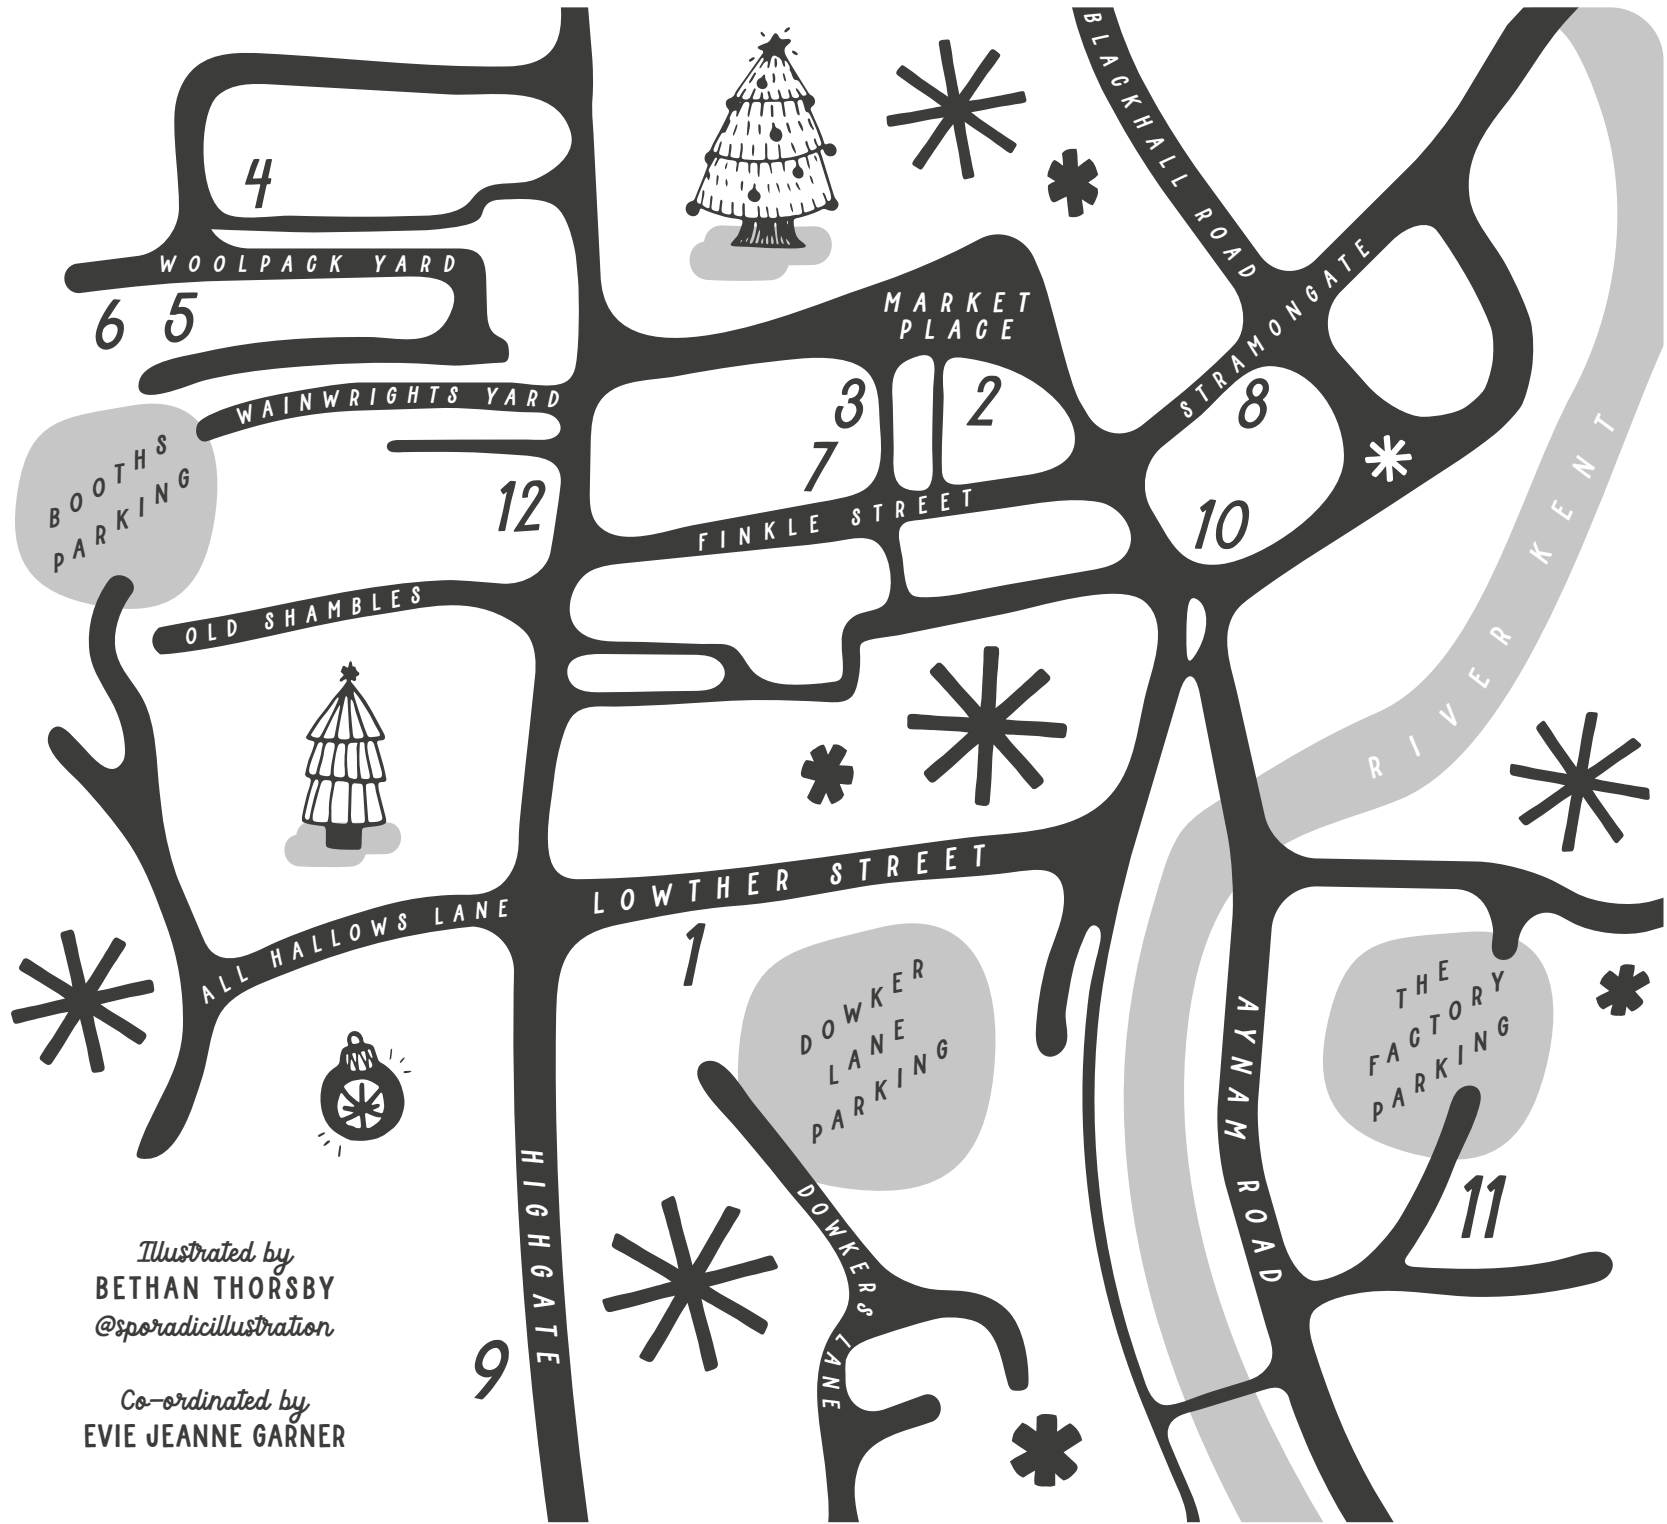 BLACKHALL ROAD
4
WOOLPACK YARD
6 5
MARKET
PLACE
STRAMONGATE
WAINWRIGHTS YARD
3
2
8
7
BOOTHS
PARKING
12
FINKLE STREET
10
RIVER KENT
OLD SHAMBLES
LOWTHER STREET
ALL HALLOWS LANE
1
DOWKER
LANE
PARKING
THE
FACTORY
PARKING
AYNAM ROAD
HIGHGATE
DOWKERS LANE
11
9
Illustrated by
BETHAN THORSBY
@sporadicillustration
Co-ordinated by
EVIE JEANNE GARNER